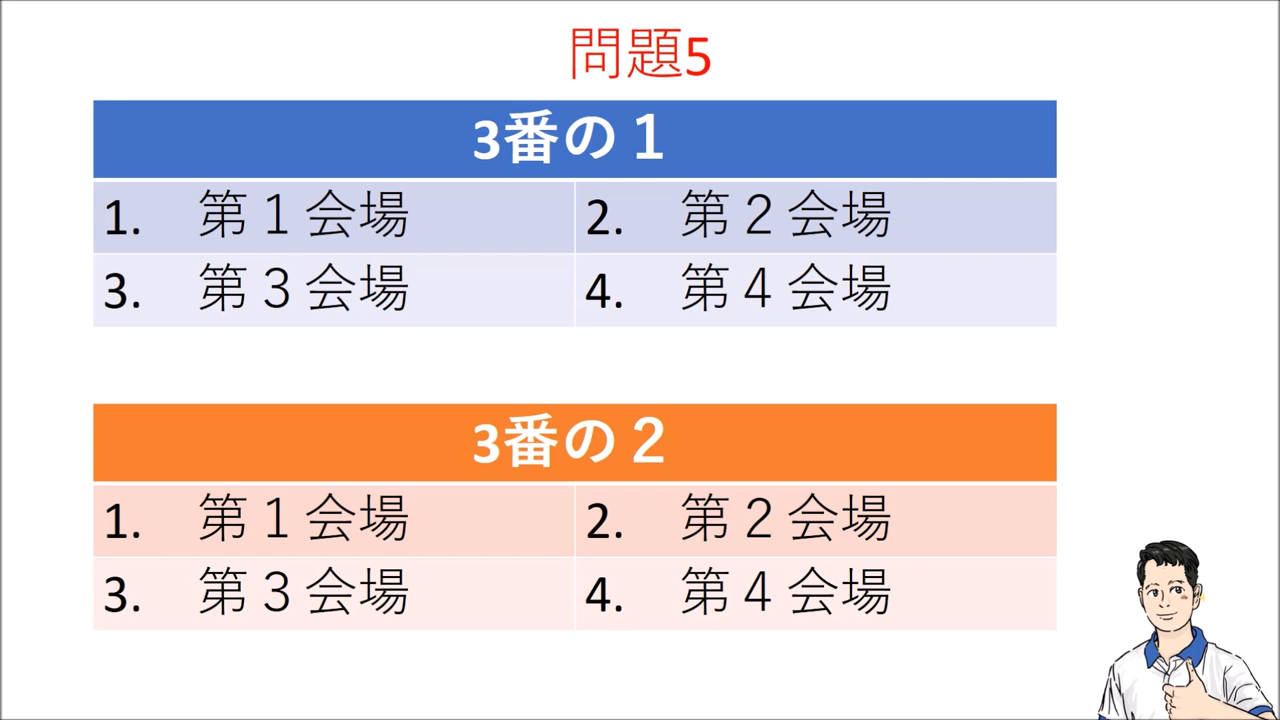 問題5
3番の１
1. 第１会場
2. 第２会場
3. 第３会場
4. 第４会場
3番の２
1. 第１会場
2. 第２会場
3. 第３会場
4. 第４会場